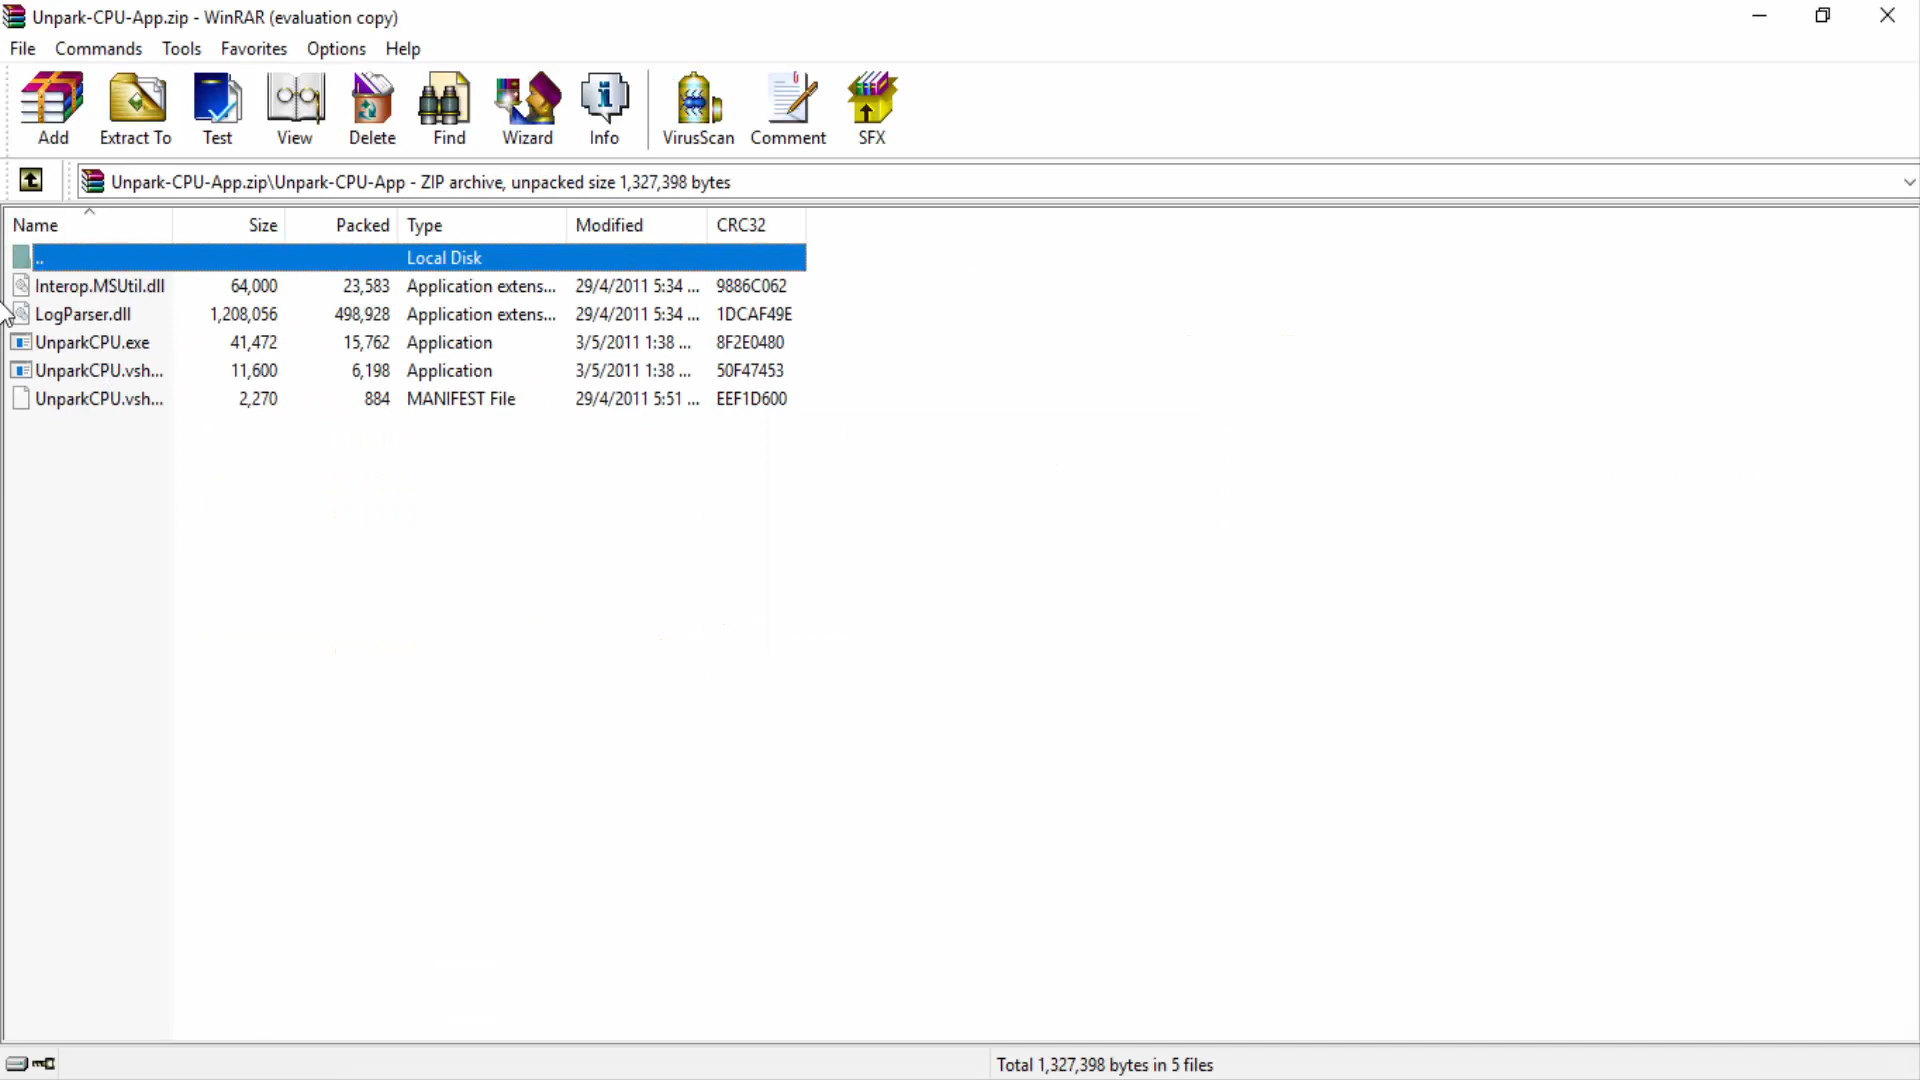 Unpark-CPU-App.zip - WinRAR (evaluation copy)
File Commands Tools Favorites Options Help
Add Extract To Test View Delete Find Wizard Info VirusScan Comment SFX
Unpark-CPU-App.zip\Unpark-CPU-App - ZIP archive, unpacked size 1,327,398 bytes
Name Size Packed Type Modified CRC32
.. Local Disk
Interop.MSUtil.dll 64,000 23,583 Application extens... 29/4/2011 5:34 ... 9886C062
LogParser.dll 1,208,056 498,928 Application extens... 29/4/2011 5:34 ... 1DCAF49E
UnparkCPU.exe 41,472 15,762 Application 3/5/2011 1:38 ... 8F2E0480
UnparkCPU.vsh... 11,600 6,198 Application 3/5/2011 1:38 ... 50F47453
UnparkCPU.vsh... 2,270 884 MANIFEST File 29/4/2011 5:51 ... EEF1D600
Total 1,327,398 bytes in 5 files